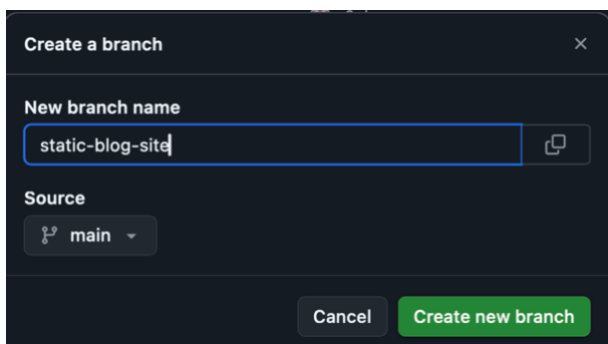 Create a branch
New branch name
static-blog-site
Source
main
Cancel Create new branch